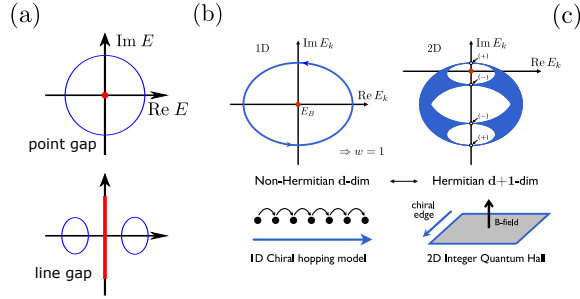 (a)
Im E
Re E
point gap
line gap
(b)
1D
Im E_k
Re E_k
E_B
⇒ w = 1
Non-Hermitian d-dim
1D Chiral hopping model
(c)
2D
Im E_k
(+)
Re E_k
(−)
(−)
(+)
Hermitian d+1-dim
chiral
edge
B-field
2D Integer Quantum Hall